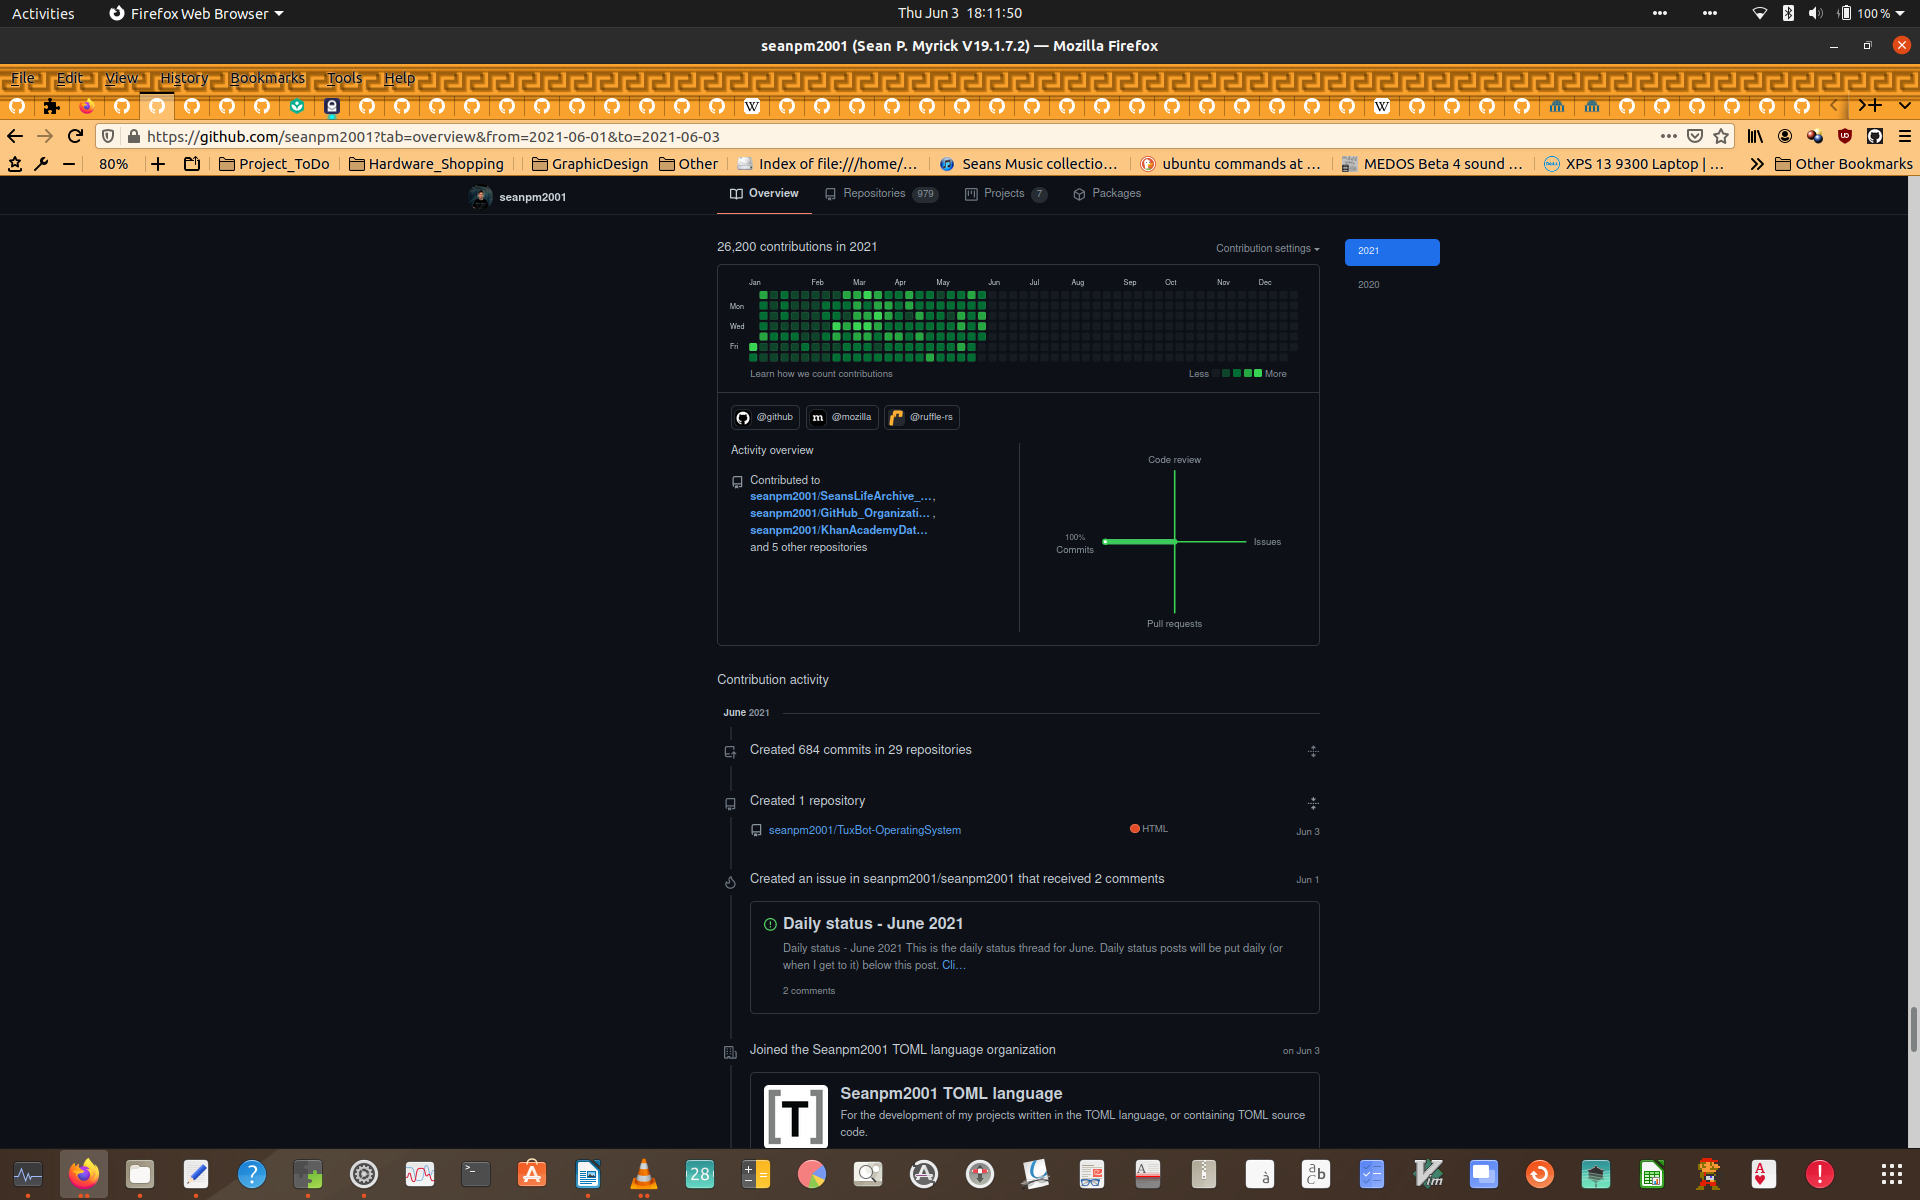 Activities
Firefox Web Browser
Thu Jun 3 18:11:50
100 %
seanpm2001 (Sean P. Myrick V19.1.7.2) — Mozilla Firefox
File Edit View History Bookmarks Tools Help
https://github.com/seanpm2001?tab=overview&from=2021-06-01&to=2021-06-03
80%
Project_ToDo
Hardware_Shopping
GraphicDesign
Other
Index of file:///home/…
Seans Music collectio…
ubuntu commands at …
MEDOS Beta 4 sound …
XPS 13 9300 Laptop | …
Other Bookmarks
seanpm2001
Overview
Repositories 979
Projects 7
Packages
26,200 contributions in 2021
Contribution settings
2021
2020
Jan Feb Mar Apr May Jun Jul Aug Sep Oct Nov Dec
Mon
Wed
Fri
Learn how we count contributions
Less More
@github @mozilla @ruffle-rs
Activity overview
Contributed to
seanpm2001/SeansLifeArchive_…,
seanpm2001/GitHub_Organizati… ,
seanpm2001/KhanAcademyDat…
and 5 other repositories
Code review
100%
Commits
Issues
Pull requests
Contribution activity
June 2021
Created 684 commits in 29 repositories
Created 1 repository
seanpm2001/TuxBot-OperatingSystem
HTML
Jun 3
Created an issue in seanpm2001/seanpm2001 that received 2 comments
Jun 1
Daily status - June 2021
Daily status - June 2021 This is the daily status thread for June. Daily status posts will be put daily (or
when I get to it) below this post. Cli…
2 comments
Joined the Seanpm2001 TOML language organization
on Jun 3
[T]
Seanpm2001 TOML language
For the development of my projects written in the TOML language, or containing TOML source
code.
28